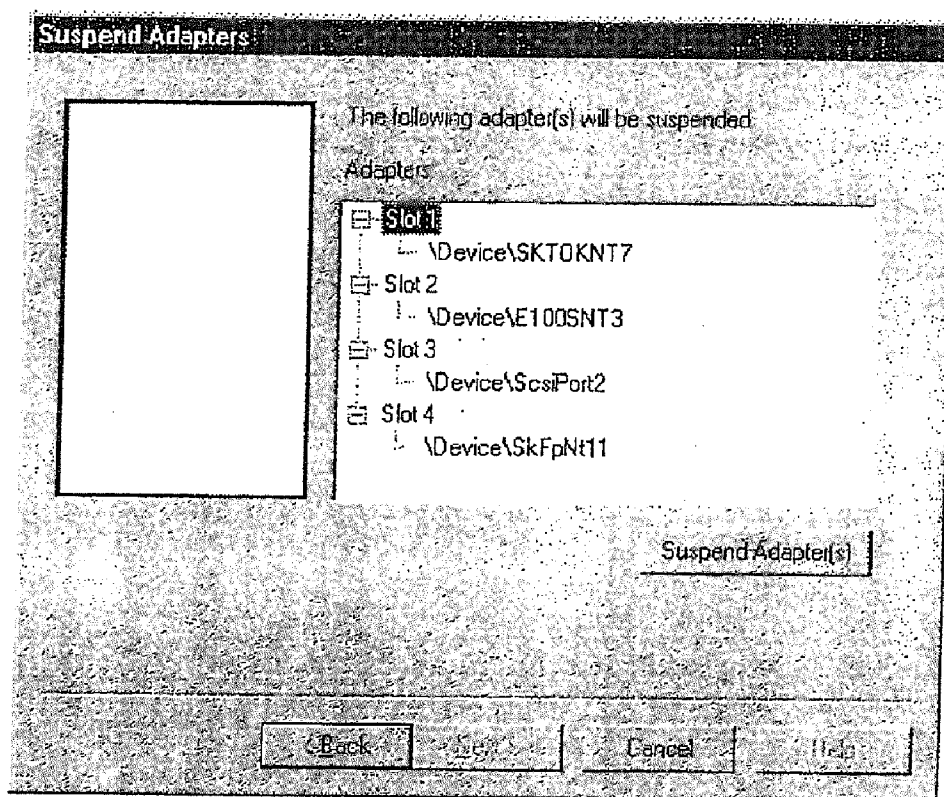 Suspend Adapters
The following adapter(s) will be suspended
Adapters
Slot 1
\Device\SKTOKNT7
Slot 2
\Device\E100SNT3
Slot 3
\Device\ScsiPort2
Slot 4
\Device\SkFpNt11
Suspend Adapter(s)
< Back
Cancel
Help